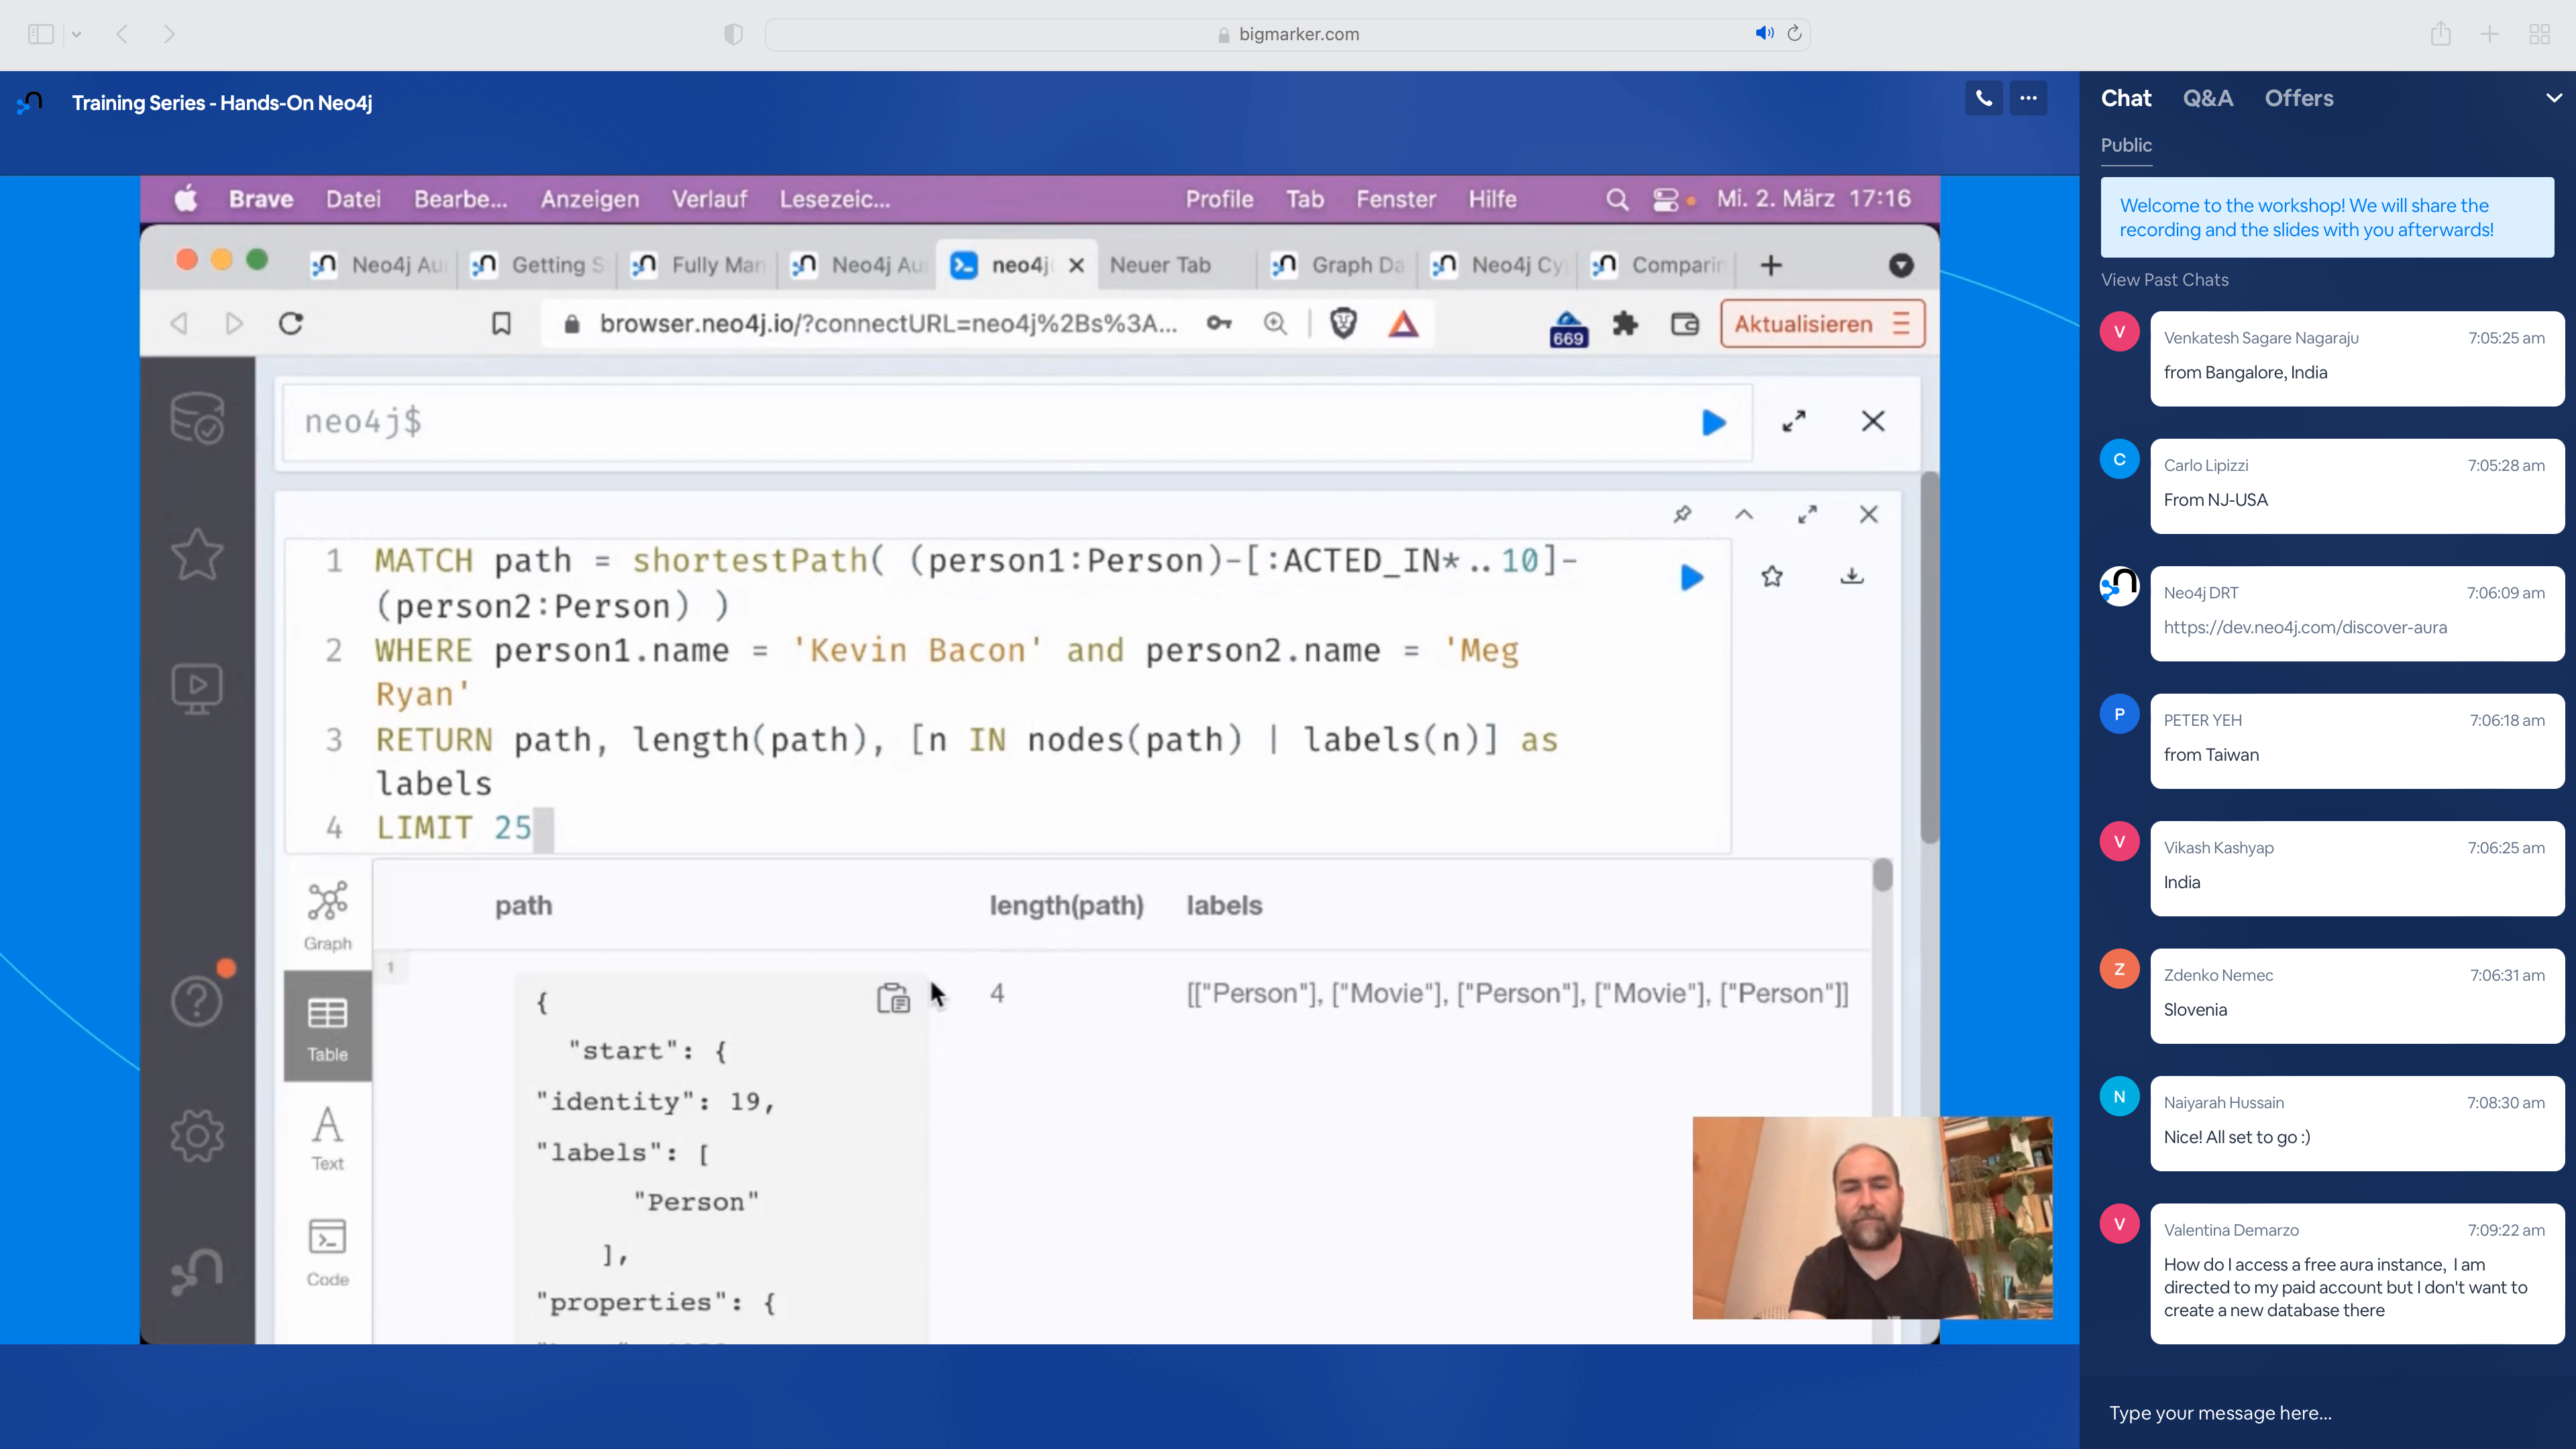 bigmarker.com
Training Series - Hands-On Neo4j
Brave Datei Bearbe... Anzeigen Verlauf Lesezeic... Profile Tab Fenster Hilfe Mi. 2. März 17:16
Neo4j Au Getting S Fully Man Neo4j Au neo4j Neuer Tab Graph Da Neo4j Cy Comparin
browser.neo4j.io/?connectURL=neo4j%2Bs%3A... 669 Aktualisieren
neo4j$
1 MATCH path = shortestPath( (person1:Person)-[:ACTED_IN*..10]-
(person2:Person) )
2 WHERE person1.name = 'Kevin Bacon' and person2.name = 'Meg
Ryan'
3 RETURN path, length(path), [n IN nodes(path) | labels(n)] as
labels
4 LIMIT 25
Graph
Table
Text
Code
path length(path) labels
1
{ 4 [["Person"], ["Movie"], ["Person"], ["Movie"], ["Person"]]
"start": {
"identity": 19,
"labels": [
"Person"
],
"properties": {
Chat Q&A Offers
Public
Welcome to the workshop! We will share the
recording and the slides with you afterwards!
View Past Chats
V Venkatesh Sagare Nagaraju 7:05:25 am
from Bangalore, India
C Carlo Lipizzi 7:05:28 am
From NJ-USA
Neo4j DRT 7:06:09 am
https://dev.neo4j.com/discover-aura
P PETER YEH 7:06:18 am
from Taiwan
V Vikash Kashyap 7:06:25 am
India
Z Zdenko Nemec 7:06:31 am
Slovenia
N Naiyarah Hussain 7:08:30 am
Nice! All set to go :)
V Valentina Demarzo 7:09:22 am
How do I access a free aura instance, I am
directed to my paid account but I don't want to
create a new database there
Type your message here...